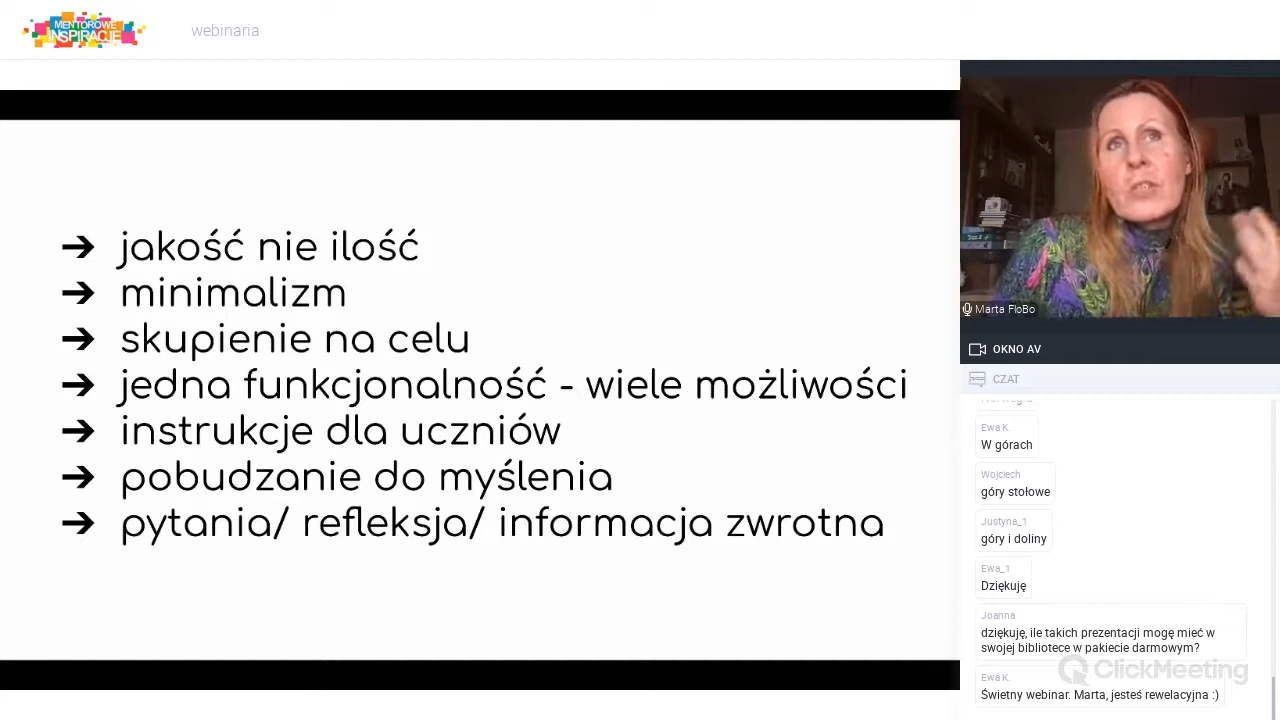 MENTOROWE
INSPIRACJE
webinaria
➔ jakość nie ilość
➔ minimalizm
➔ skupienie na celu
➔ jedna funkcjonalność - wiele możliwości
➔ instrukcje dla uczniów
➔ pobudzanie do myślenia
➔ pytania/ refleksja/ informacja zwrotna
Marta FloBo
OKNO AV
CZAT
Ewa K.
W górach
Wojciech
góry stołowe
Justyna_1
góry i doliny
Ewa_1
Dziękuję
Joanna
dziękuję, ile takich prezentacji mogę mieć w
swojej bibliotece w pakiecie darmowym?
ClickMeeting
Ewa K.
Świetny webinar. Marta, jesteś rewelacyjna :)